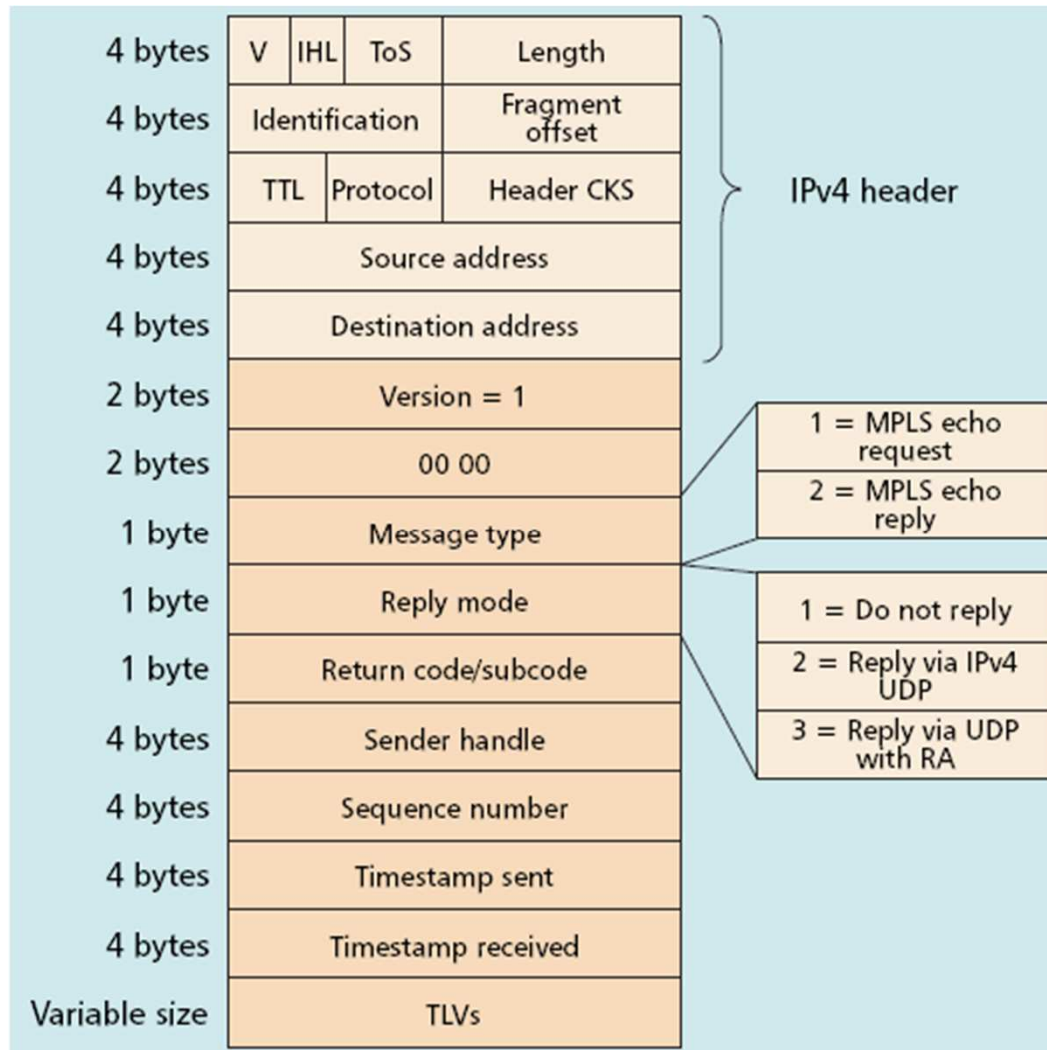 4 bytes V IHL ToS Length
4 bytes Identification Fragment
offset
4 bytes TTL Protocol Header CKS
IPv4 header
4 bytes Source address
4 bytes Destination address
2 bytes Version = 1
2 bytes 00 00
1 = MPLS echo
request
2 = MPLS echo
reply
1 byte Message type
1 byte Reply mode
1 = Do not reply
2 = Reply via IPv4
UDP
3 = Reply via UDP
with RA
1 byte Return code/subcode
4 bytes Sender handle
4 bytes Sequence number
4 bytes Timestamp sent
4 bytes Timestamp received
Variable size TLVs